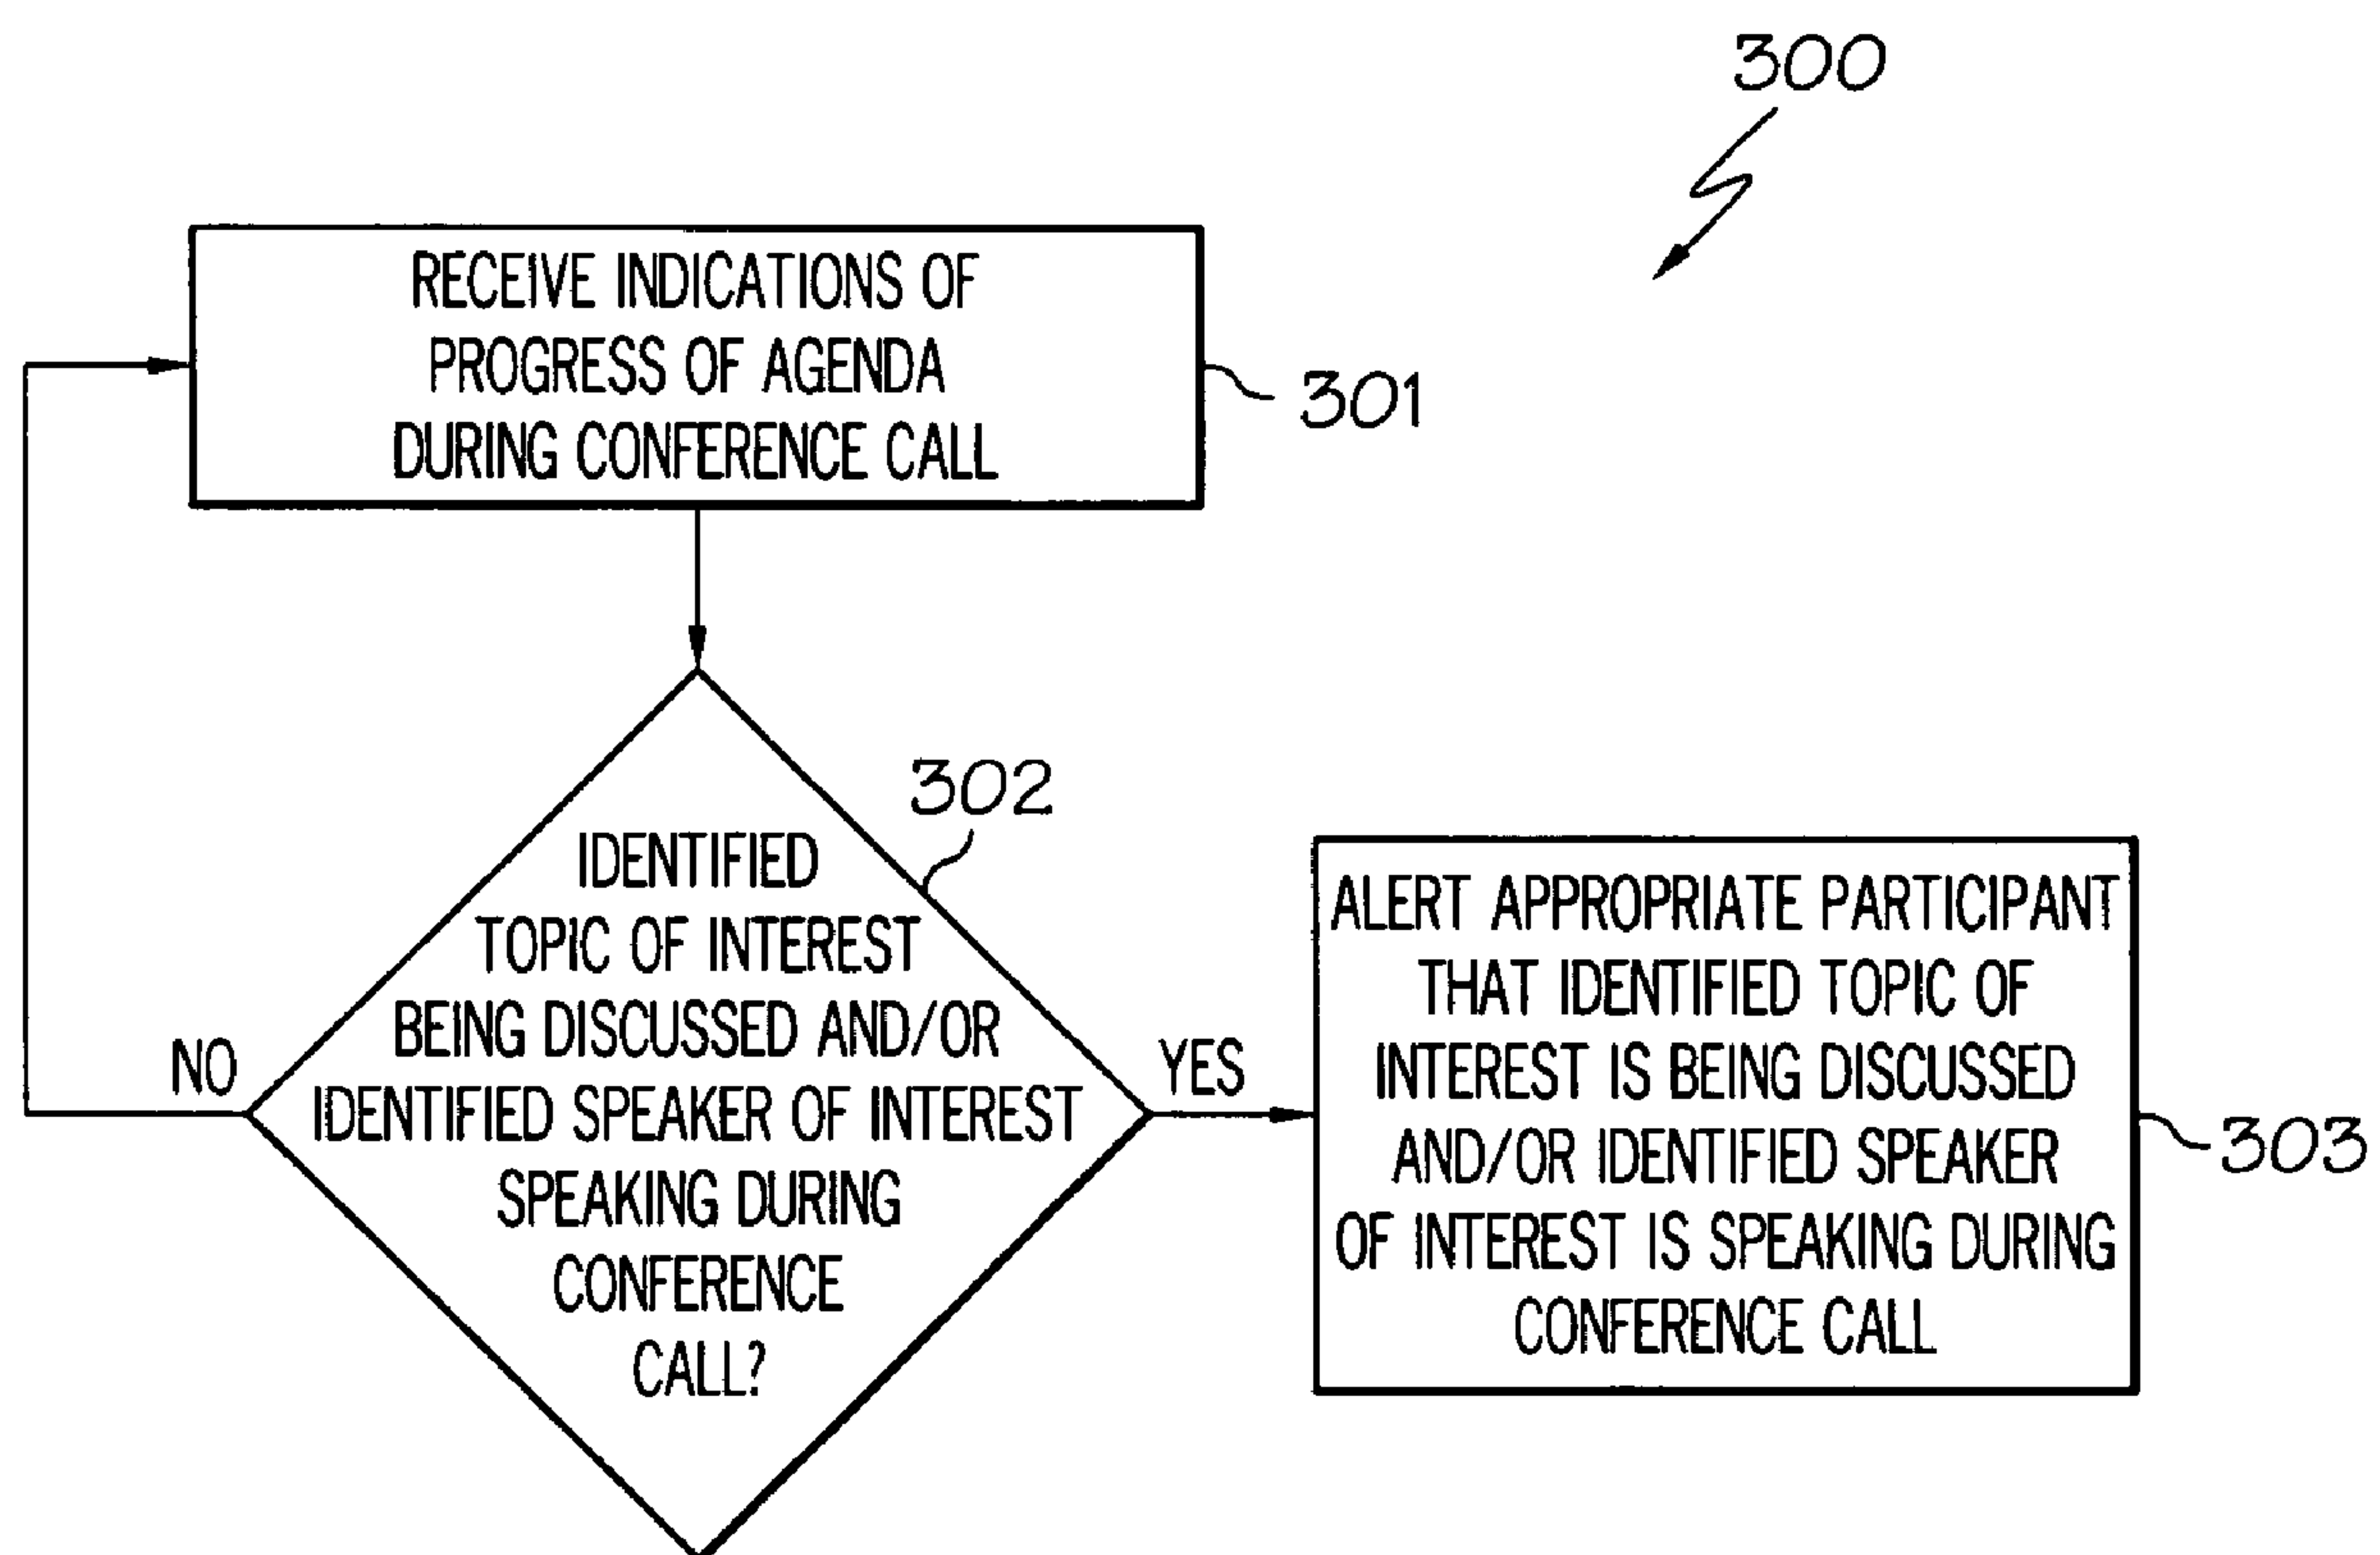 300
RECEIVE INDICATIONS OF
PROGRESS OF AGENDA
DURING CONFERENCE CALL
301
302
IDENTIFIED
TOPIC OF INTEREST
BEING DISCUSSED AND/OR
IDENTIFIED SPEAKER OF INTEREST
SPEAKING DURING
CONFERENCE
CALL?
NO
YES
ALERT APPROPRIATE PARTICIPANT
THAT IDENTIFIED TOPIC OF
INTEREST IS BEING DISCUSSED
AND/OR IDENTIFIED SPEAKER
OF INTEREST IS SPEAKING DURING
CONFERENCE CALL
303